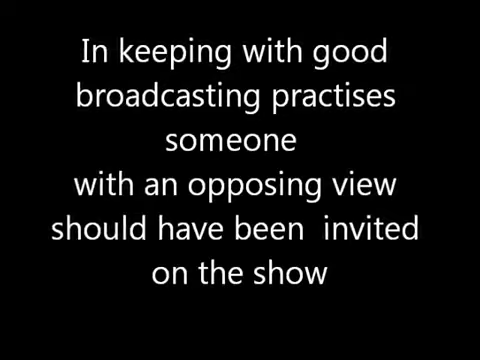 In keeping with good
broadcasting practises
someone
with an opposing view
should have been  invited
on the show